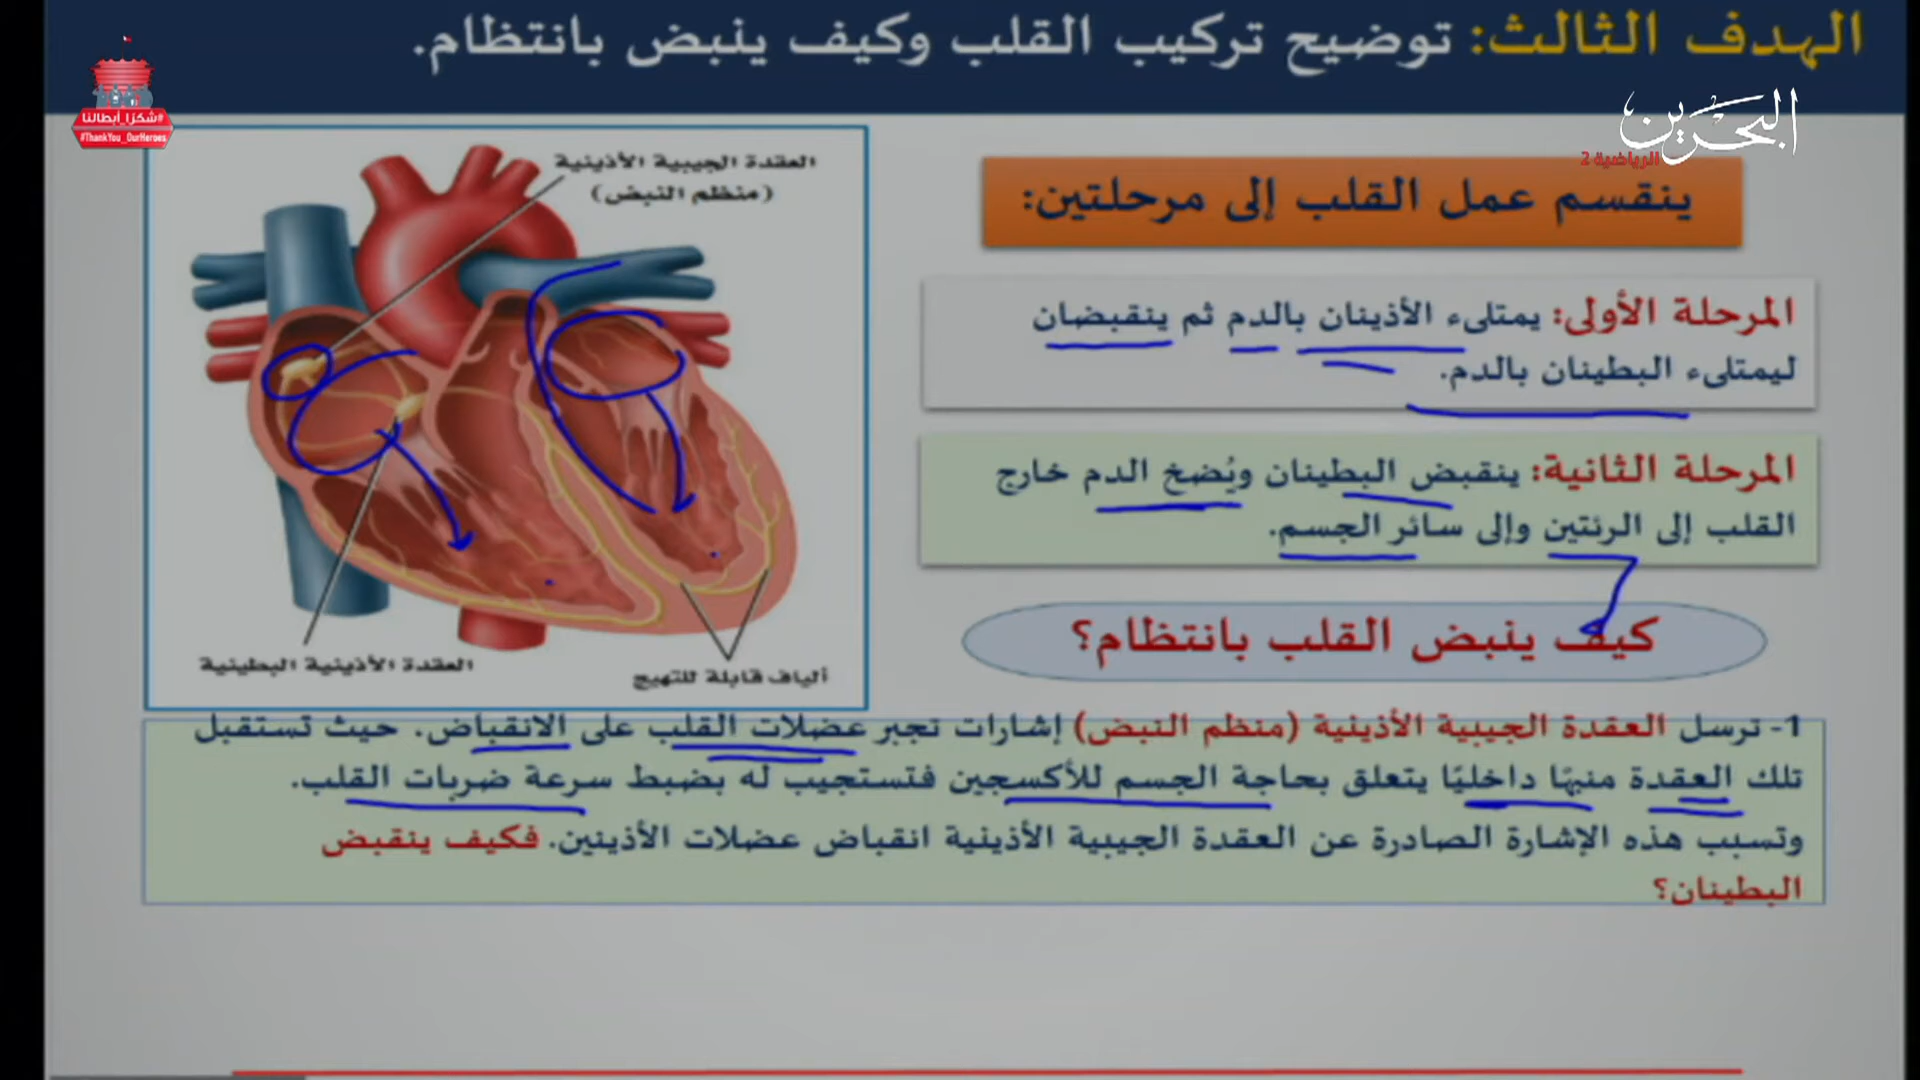 الهدف الثالث: توضيح تركيب القلب وكيف ينبض بانتظام.
#شكرا_أبطالنا
#ThankYou_OurHeroes
البحرين
الرياضية 2
ينقسم عمل القلب إلى مرحلتين:
المرحلة الأولى: يمتلىء الأذينان بالدم ثم ينقبضان
ليمتلىء البطينان بالدم.
المرحلة الثانية: ينقبض البطينان ويُضخ الدم خارج
القلب إلى الرئتين وإلى سائر الجسم.
كيف ينبض القلب بانتظام؟
العقدة الجيبية الأذينية
(منظم النبض)
العقدة الأذينية البطينية
ألياف قابلة للتهيج
1- ترسل العقدة الجيبية الأذينية (منظم النبض) إشارات تجبر عضلات القلب على الانقباض. حيث تستقبل
تلك العقدة منبهًا داخليًا يتعلق بحاجة الجسم للأكسجين فتستجيب له بضبط سرعة ضربات القلب.
وتسبب هذه الإشارة الصادرة عن العقدة الجيبية الأذينية انقباض عضلات الأذينين. فكيف ينقبض
البطينان؟